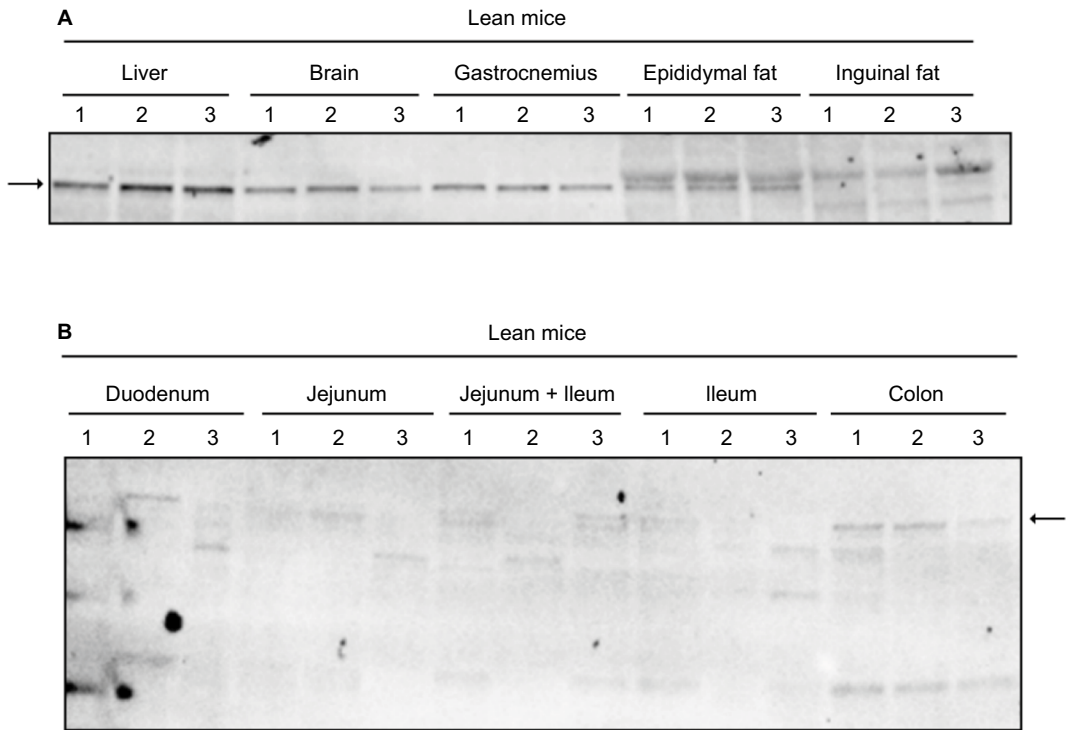 A
Lean mice
Liver Brain Gastrocnemius Epididymal fat Inguinal fat
1 2 3 1 2 3 1 2 3 1 2 3 1 2 3
B
Lean mice
Duodenum Jejunum Jejunum + Ileum Ileum Colon
1 2 3 1 2 3 1 2 3 1 2 3 1 2 3